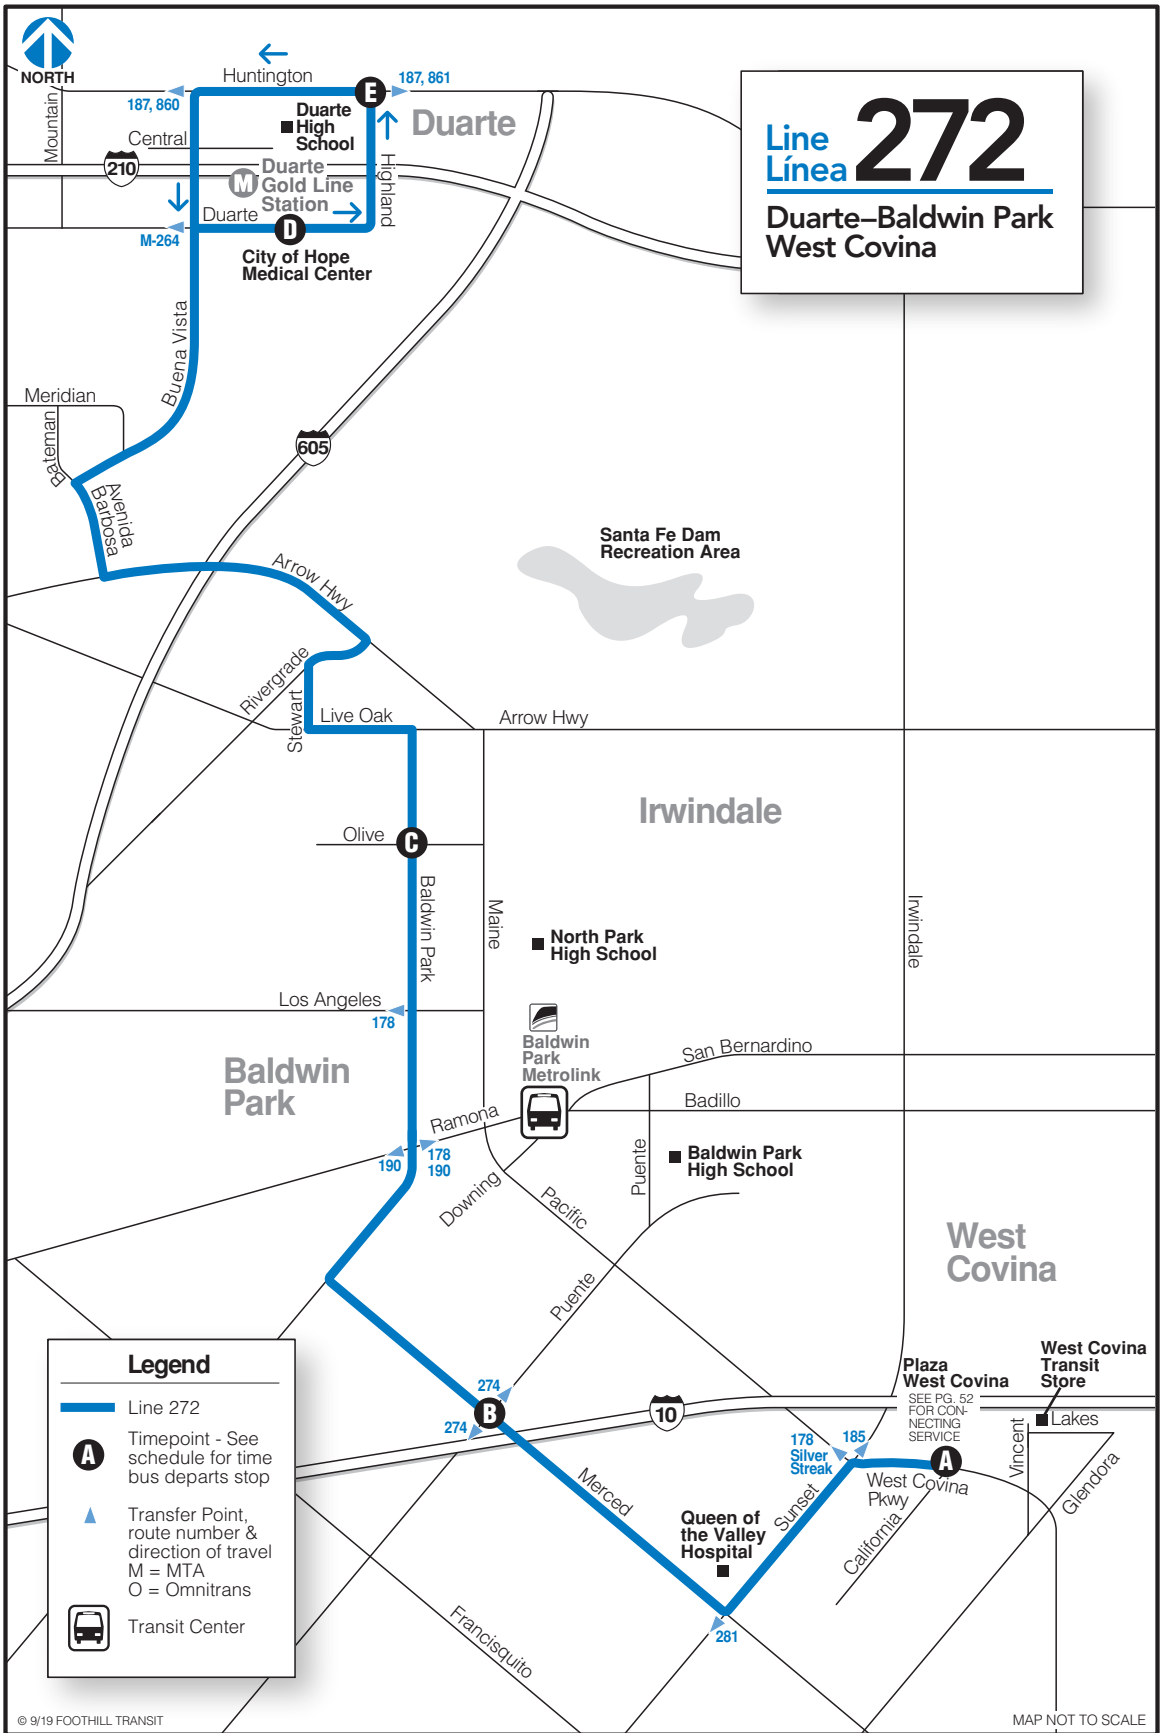 NORTH
Huntington
187, 860
187, 861
E
Duarte
High
School
Duarte
Mountain
Central
210
M
Duarte
Gold Line
Station
Highland
Duarte
M-264
D
City of Hope
Medical Center
Line
Línea
272
Duarte–Baldwin Park
West Covina
Buena Vista
Meridian
Bateman
Avenida
Barbosa
605
Arrow Hwy
Santa Fe Dam
Recreation Area
Rivergrade
Stewart
Live Oak
Arrow Hwy
Irwindale
Olive
C
Baldwin Park
Maine
Irwindale
North Park
High School
Los Angeles
178
Baldwin
Park
Metrolink
San Bernardino
Baldwin
Park
Ramona
Badillo
190
178
190
Downing
Pacific
Puente
Baldwin Park
High School
West
Covina
Puente
274
B
274
10
Plaza
West Covina
SEE PG. 52
FOR CON-
NECTING
SERVICE
West Covina
Transit
Store
Lakes
Vincent
Glendora
178
Silver
Streak
185
A
West Covina
Pkwy
California
Sunset
Merced
Queen of
the Valley
Hospital
281
Francisquito
Legend
Line 272
A
Timepoint - See
schedule for time
bus departs stop
Transfer Point,
route number &
direction of travel
M = MTA
O = Omnitrans
Transit Center
© 9/19 FOOTHILL TRANSIT
MAP NOT TO SCALE